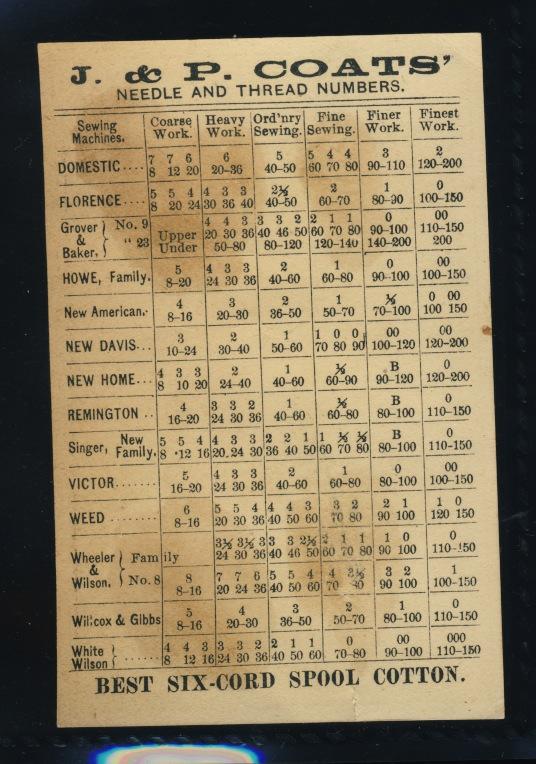 J. & P. COATS'
NEEDLE AND THREAD NUMBERS.
Sewing Machines. Coarse Work. Heavy Work. Ord'nry Sewing. Fine Sewing. Finer Work. Finest Work.
7 7 6 6 5 5 4 4 3 2
DOMESTIC.... 8 12 20 20–36 40–50 60 70 80 90–110 120–200
5 5 4 4 3 3 2½ 2 1 0
FLORENCE.... 8 20 24 30 36 40 40–50 60–70 80–90 100–150
Grover & Baker, } No. 9 4 4 3 3 3 2 2 1 1 0 00
Upper 20 30 36 40 46 50 60 70 80 90–100 110–150
" 23 Under 50–80 80–120 120–140 140–200 200
5 4 3 3 2 1 0 00
HOWE, Family. 8–20 24 30 36 40–60 60–80 90–100 100–150
4 3 2 1 ½ 0 00
New American.. 8–16 20–30 36–50 50–70 70–100 100 150
3 2 1 1 0 0 00 00
NEW DAVIS... 10–24 30–40 50–60 70 80 90 100–120 120–200
4 3 3 2 1 ½ B 0
NEW HOME... 8 10 20 24–40 40–60 60–90 90–120 120–200
4 3 3 2 1 ½ B 0
REMINGTON .. 16–20 24 30 36 40–60 60–80 80–100 110–150
5 5 4 4 3 3 2 2 1 1 ½ ½ B 0
Singer, New Family. 8 12 16 20 24 30 36 40 50 60 70 80 80–100 110–150
5 4 3 3 2 1 0 00
VICTOR....... 16–20 24 30 36 40–60 60–80 80–100 100–150
6 5 5 4 4 4 3 3 2 2 1 1 0
WEED ........ 8–16 20 30 36 40 50 60 70 80 90 100 120 150
3½ 3½ 3 3 3 2½ 2 1 1 1 0 0
Wheeler & Wilson. } Family 24 30 36 40 46 50 60 70 80 90 100 110–150
8 7 7 6 5 5 4 4 3½ 3 2 1
No. 8 8–16 20 24 36 40 50 60 70 80 90 100 100–150
5 4 3 2 1 0
Willcox & Gibbs 8–16 20–30 36–50 50–70 80–100 110–150
4 4 3 3 3 2 2 1 1 0 00 000
White Wilson } ...... 8 12 16 24 30 36 40 50 60 70–80 90–100 110–150
BEST SIX-CORD SPOOL COTTON.